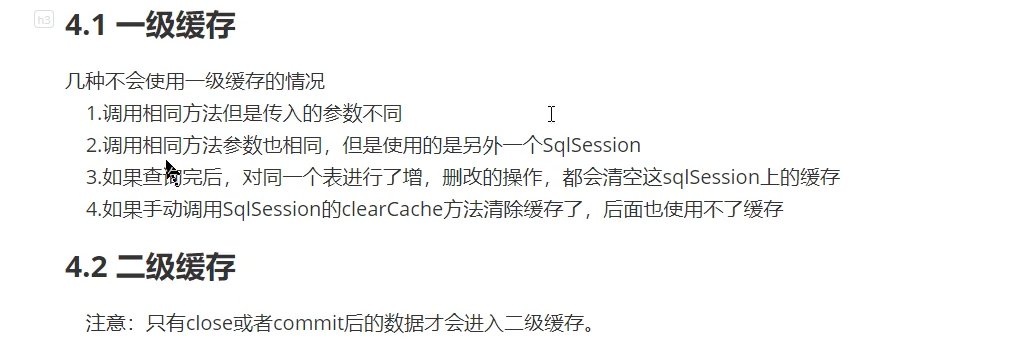 h3
4.1 一级缓存
几种不会使用一级缓存的情况
1.调用相同方法但是传入的参数不同
2.调用相同方法参数也相同，但是使用的是另外一个SqlSession
3.如果查询完后，对同一个表进行了增，删改的操作，都会清空这sqlSession上的缓存
4.如果手动调用SqlSession的clearCache方法清除缓存了，后面也使用不了缓存
4.2 二级缓存
注意：只有close或者commit后的数据才会进入二级缓存。